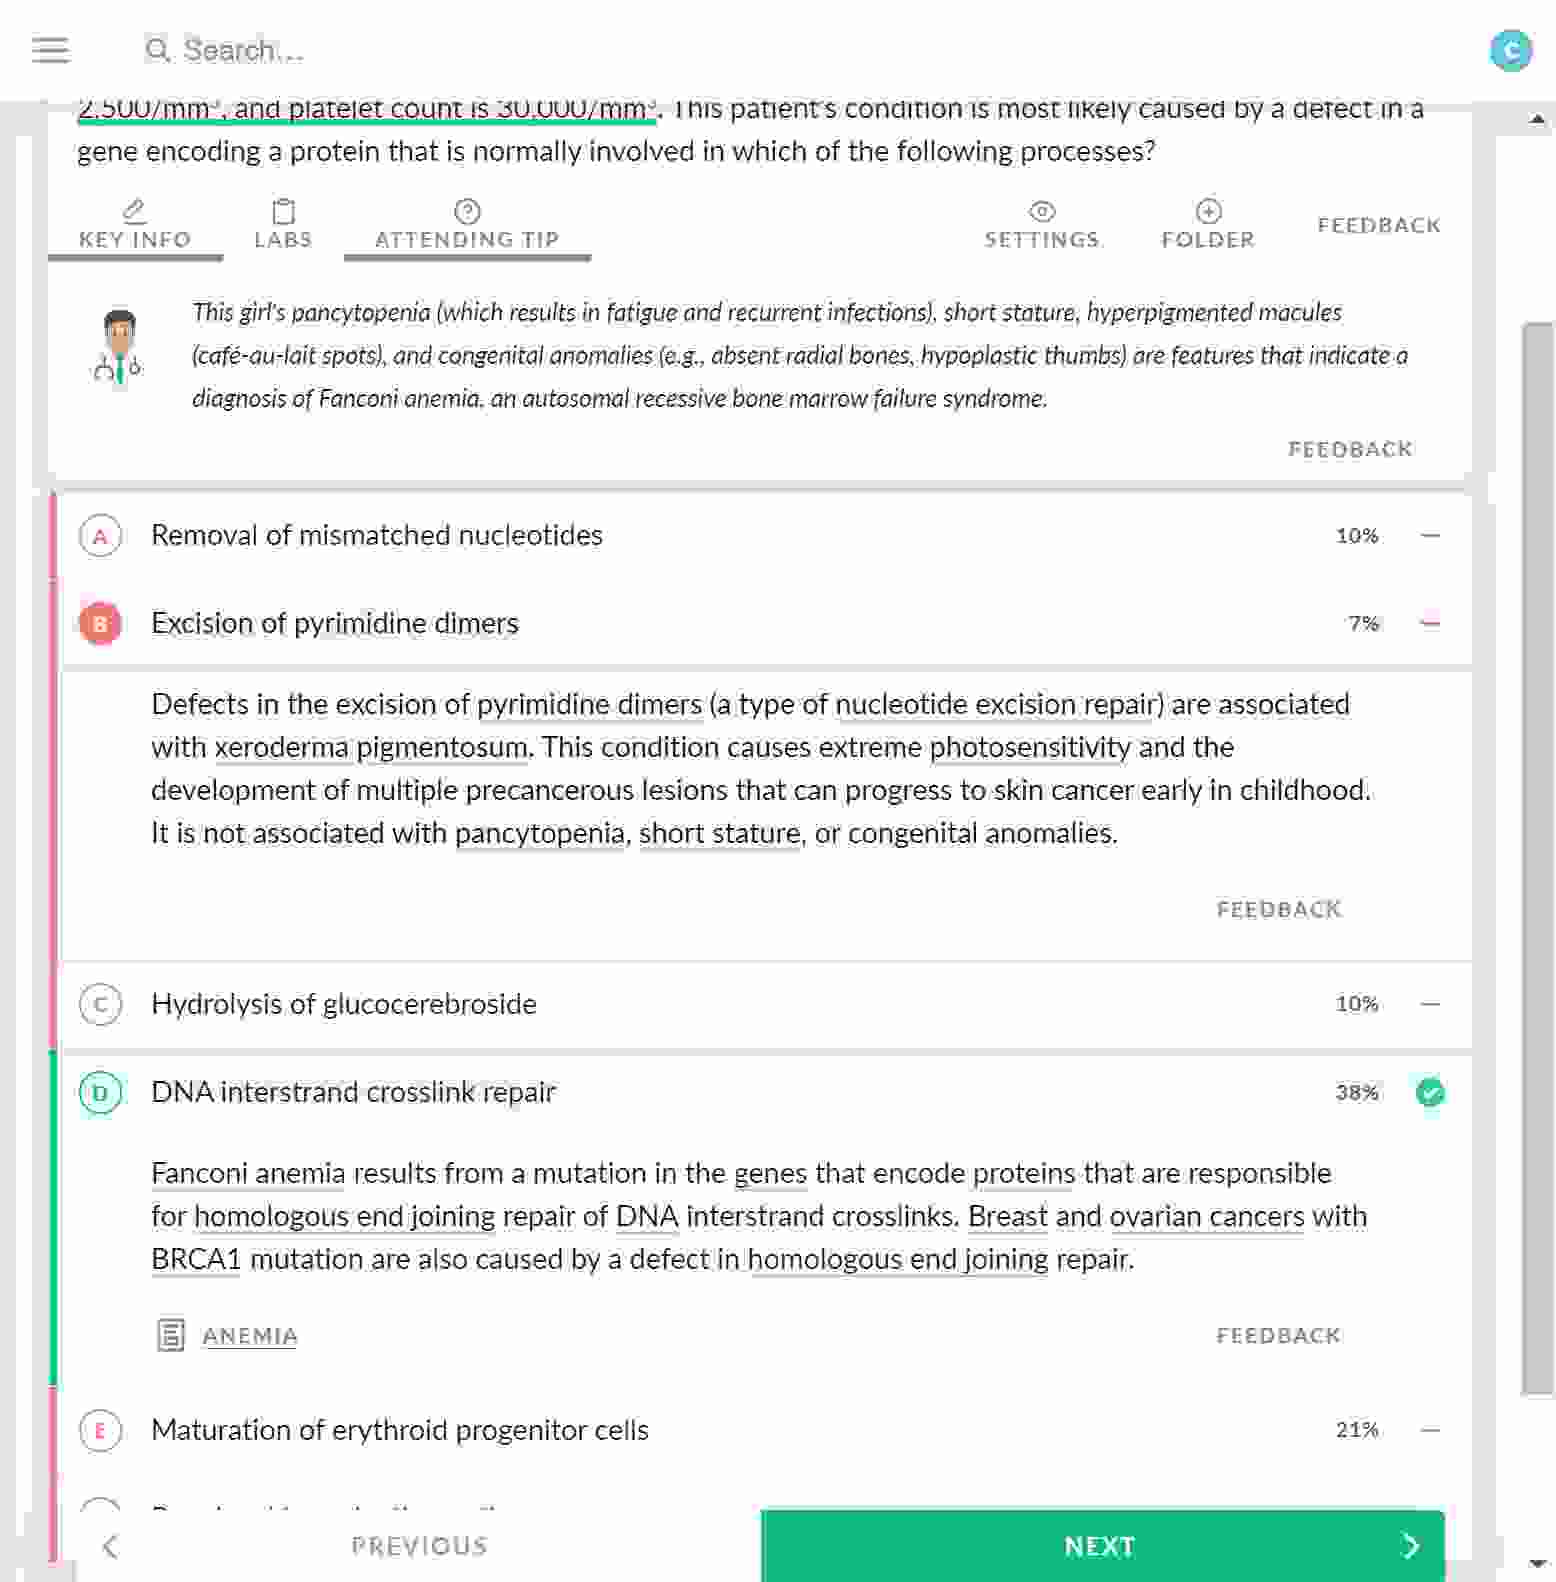 Search...
C
2,500/mm³, and platelet count is 30,000/mm³. This patient's condition is most likely caused by a defect in a
gene encoding a protein that is normally involved in which of the following processes?
KEY INFO
LABS
ATTENDING TIP
SETTINGS
FOLDER
FEEDBACK
This girl's pancytopenia (which results in fatigue and recurrent infections), short stature, hyperpigmented macules
(café-au-lait spots), and congenital anomalies (e.g., absent radial bones, hypoplastic thumbs) are features that indicate a
diagnosis of Fanconi anemia, an autosomal recessive bone marrow failure syndrome.
FEEDBACK
A Removal of mismatched nucleotides 10%
B Excision of pyrimidine dimers 7%
Defects in the excision of pyrimidine dimers (a type of nucleotide excision repair) are associated
with xeroderma pigmentosum. This condition causes extreme photosensitivity and the
development of multiple precancerous lesions that can progress to skin cancer early in childhood.
It is not associated with pancytopenia, short stature, or congenital anomalies.
FEEDBACK
C Hydrolysis of glucocerebroside 10%
D DNA interstrand crosslink repair 38%
Fanconi anemia results from a mutation in the genes that encode proteins that are responsible
for homologous end joining repair of DNA interstrand crosslinks. Breast and ovarian cancers with
BRCA1 mutation are also caused by a defect in homologous end joining repair.
ANEMIA
FEEDBACK
E Maturation of erythroid progenitor cells 21%
PREVIOUS
NEXT